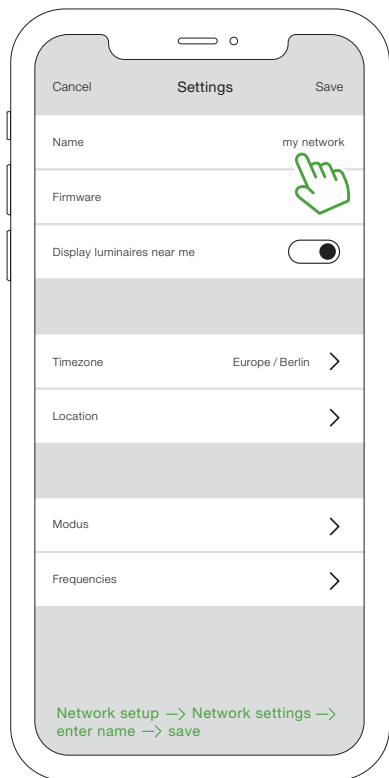 Cancel Settings Save
Name my network
Firmware
Display luminaires near me
Timezone Europe / Berlin
Location
Modus
Frequencies
Network setup —> Network settings —>
enter name —> save